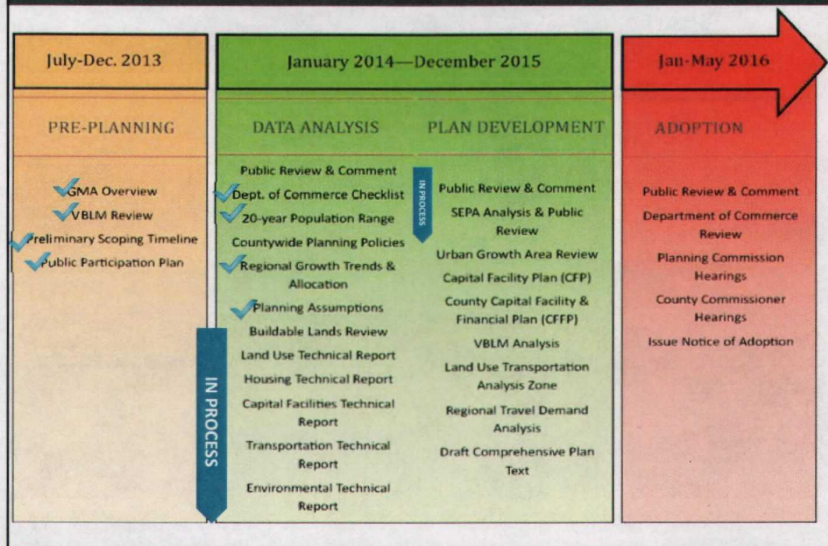 July-Dec. 2013
January 2014—December 2015
Jan-May 2016
PRE-PLANNING
GMA Overview
VBLM Review
Preliminary Scoping Timeline
Public Participation Plan
DATA ANALYSIS
Public Review & Comment
Dept. of Commerce Checklist
20-year Population Range
Countywide Planning Policies
Regional Growth Trends &
Allocation
Planning Assumptions
Buildable Lands Review
Land Use Technical Report
Housing Technical Report
Capital Facilities Technical
Report
Transportation Technical
Report
Environmental Technical
Report
IN PROCESS
PLAN DEVELOPMENT
IN PROCESS
Public Review & Comment
SEPA Analysis & Public
Review
Urban Growth Area Review
Capital Facility Plan (CFP)
County Capital Facility &
Financial Plan (CFFP)
VBLM Analysis
Land Use Transportation
Analysis Zone
Regional Travel Demand
Analysis
Draft Comprehensive Plan
Text
ADOPTION
Public Review & Comment
Department of Commerce
Review
Planning Commission
Hearings
County Commissioner
Hearings
Issue Notice of Adoption